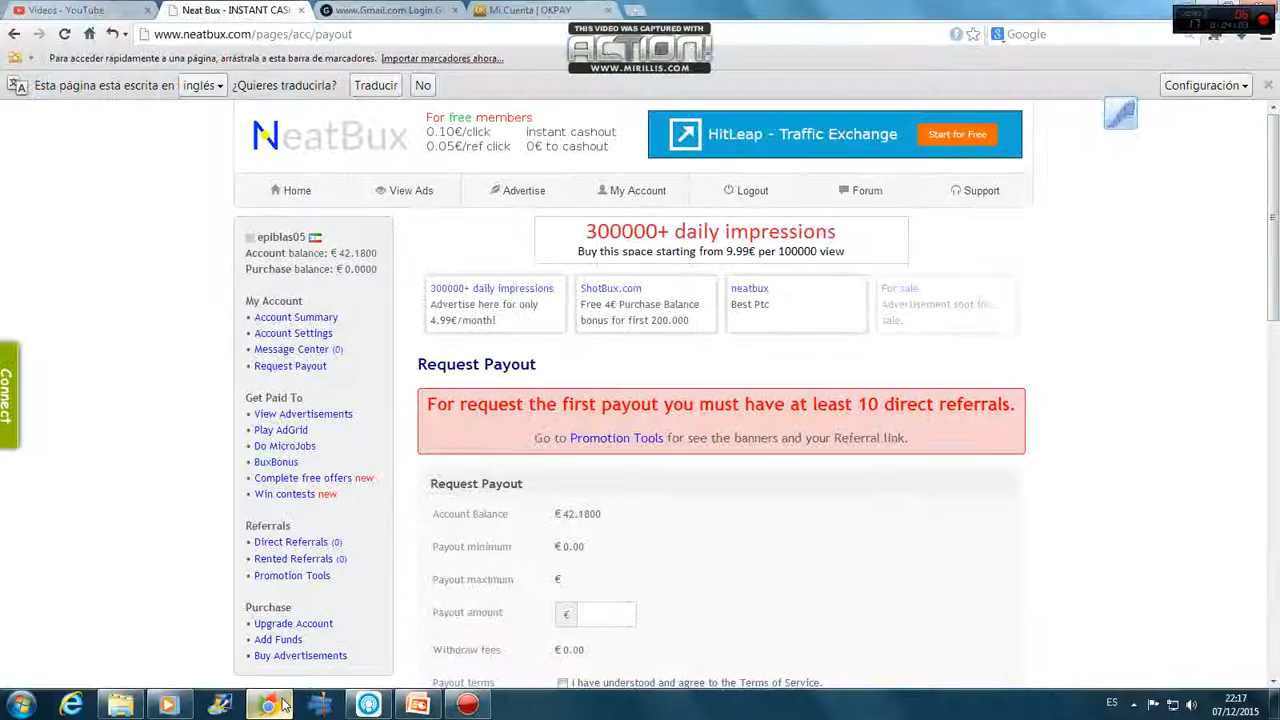 Videos - YouTube
Neat Bux - INSTANT CAS
www.Gmail.com Login G
Mi Cuenta | OKPAY
THIS VIDEO WAS CAPTURED WITH
ACTION!
WWW.MIRILLIS.COM
www.neatbux.com/pages/acc/
out
Google
Para acceder rápidamente a una página, arrástrala a esta barra de marcadores.
Importar marcadores ahora...
Esta página esta escrita en
inglés
¿Quieres traducirla?
Traducir
No
Configuración
NeatBux
For free members
0.10€/click
instant cashout
0.05€/ref click
0€ to cashout
HitLeap - Traffic Exchange
Start for Free
Home
View Ads
Advertise
My Account
Logout
Forum
Support
300000+ daily impressions
Buy this space starting from 9.99€ per 100000 view
epiblas05
Account balance: € 42.1800
Purchase balance: € 0.0000
300000+ daily impressions
Advertise here for only
4.99€/month!
ShotBux.com
Free 4€ Purchase Balance
bonus for first 200.000
neatbux
Best Ptc
For sale
Advertisement spot fo
sale.
My Account
Account Summary
Account Settings
Message Center (0)
Request Payout
Get Paid To
View Advertisements
Play AdGrid
Do MicroJobs
BuxBonus
Complete free offers new
Win contests new
Referrals
Direct Referrals (0)
Rented Referrals (0)
Promotion Tools
Purchase
Upgrade Account
Add Funds
Buy Advertisements
Connect
Request Payout
For request the first payout you must have at least 10 direct referrals.
Go to Promotion Tools for see the banners and your Referral link.
Request Payout
Account Balance
€ 42.1800
Payout minimum
€ 0.00
Payout maximum
€
Payout amount
€
Withdraw fees
€ 0.00
Payout terms
I have understood and agree to the Terms of Service.
ES
22:17
07/12/2015